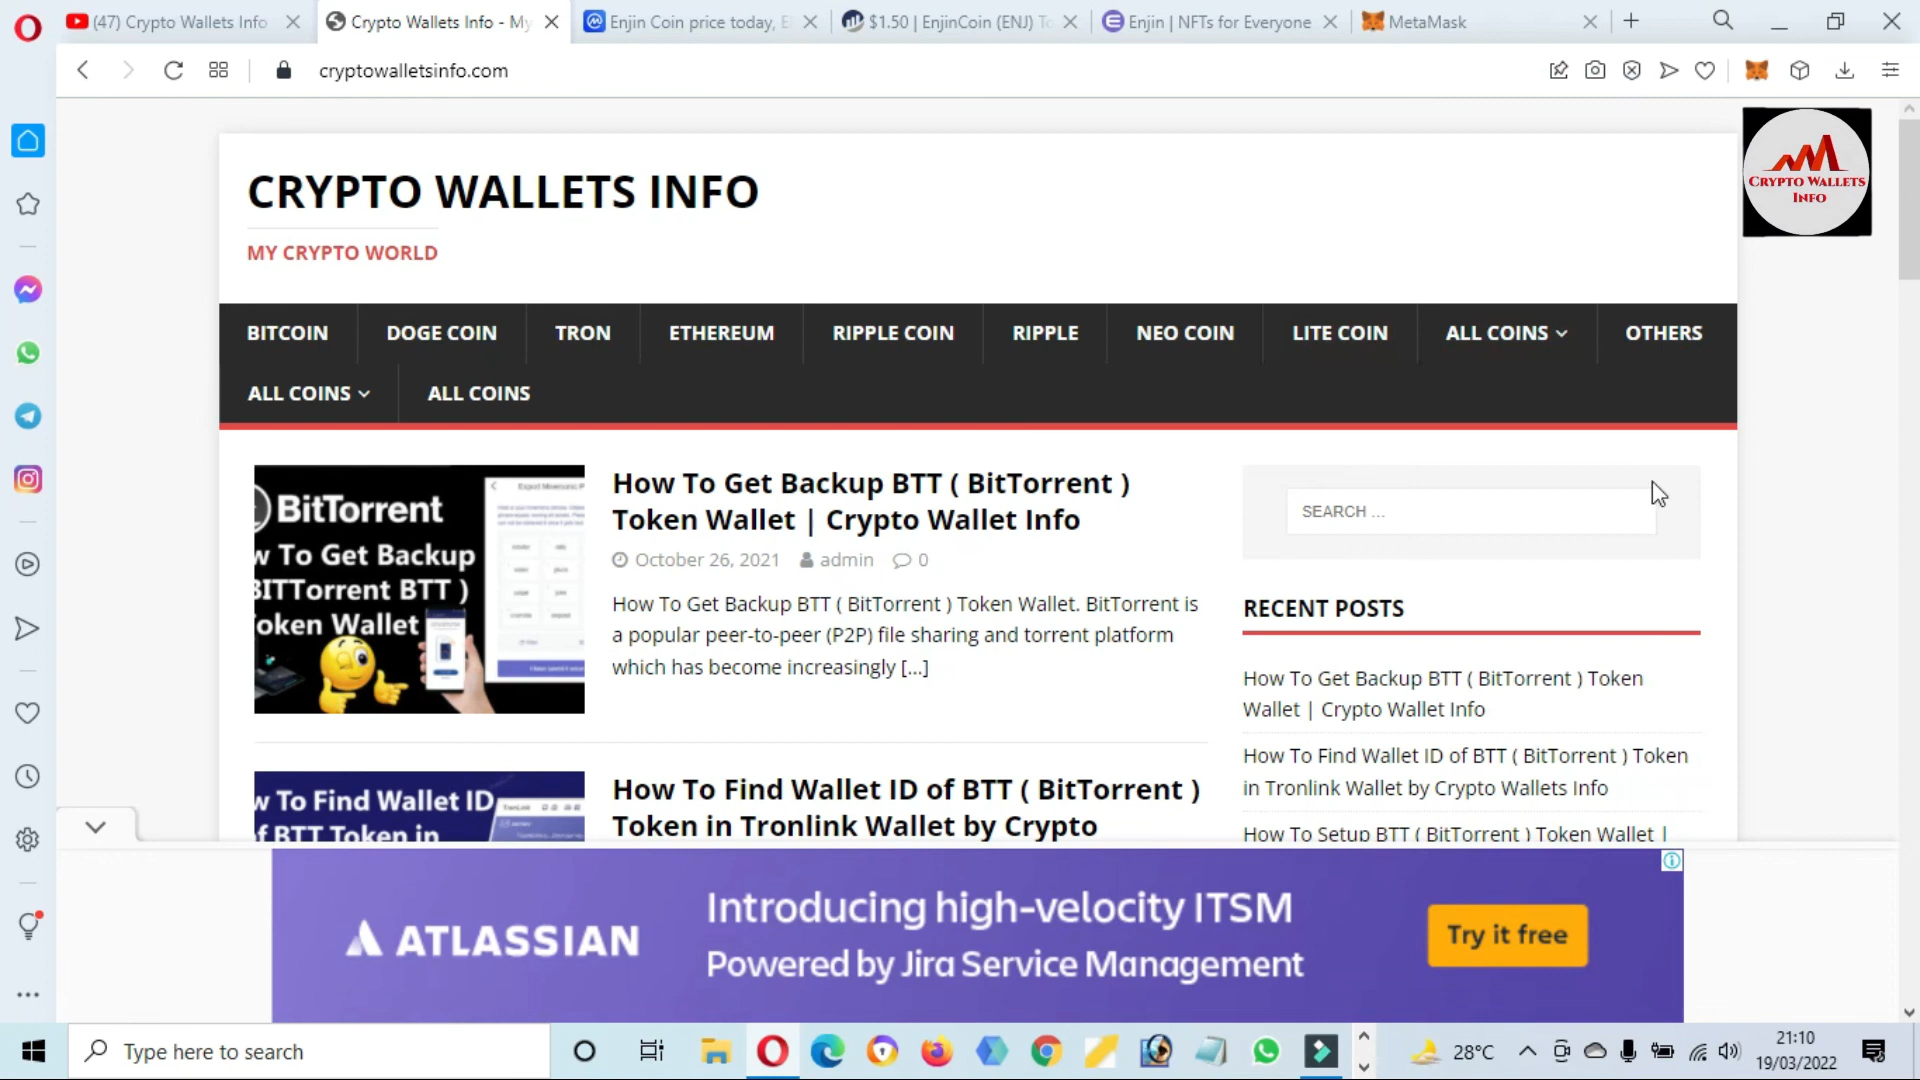 (47) Crypto Wallets Info
Crypto Wallets Info - My
Enjin Coin price today, E
$1.50 | EnjinCoin (ENJ) To
Enjin | NFTs for Everyone
MetaMask
cryptowalletsinfo.com
CRYPTO WALLETS INFO
MY CRYPTO WORLD
CRYPTO WALLETS
INFO
BITCOIN
DOGE COIN
TRON
ETHEREUM
RIPPLE COIN
RIPPLE
NEO COIN
LITE COIN
ALL COINS
OTHERS
ALL COINS
ALL COINS
BitTorrent
w To Get Backup
BITTorrent BTT )
oken Wallet
How To Get Backup BTT ( BitTorrent )
Token Wallet | Crypto Wallet Info
October 26, 2021
admin
0
How To Get Backup BTT ( BitTorrent ) Token Wallet. BitTorrent is
a popular peer-to-peer (P2P) file sharing and torrent platform
which has become increasingly [...]
SEARCH ...
RECENT POSTS
How To Get Backup BTT ( BitTorrent ) Token
Wallet | Crypto Wallet Info
How To Find Wallet ID of BTT ( BitTorrent ) Token
in Tronlink Wallet by Crypto Wallets Info
How To Setup BTT ( BitTorrent ) Token Wallet |
w To Find Wallet ID
of BTT Token in
How To Find Wallet ID of BTT ( BitTorrent )
Token in Tronlink Wallet by Crypto
ATLASSIAN
Introducing high-velocity ITSM
Powered by Jira Service Management
Try it free
Type here to search
28°C
21:10
19/03/2022